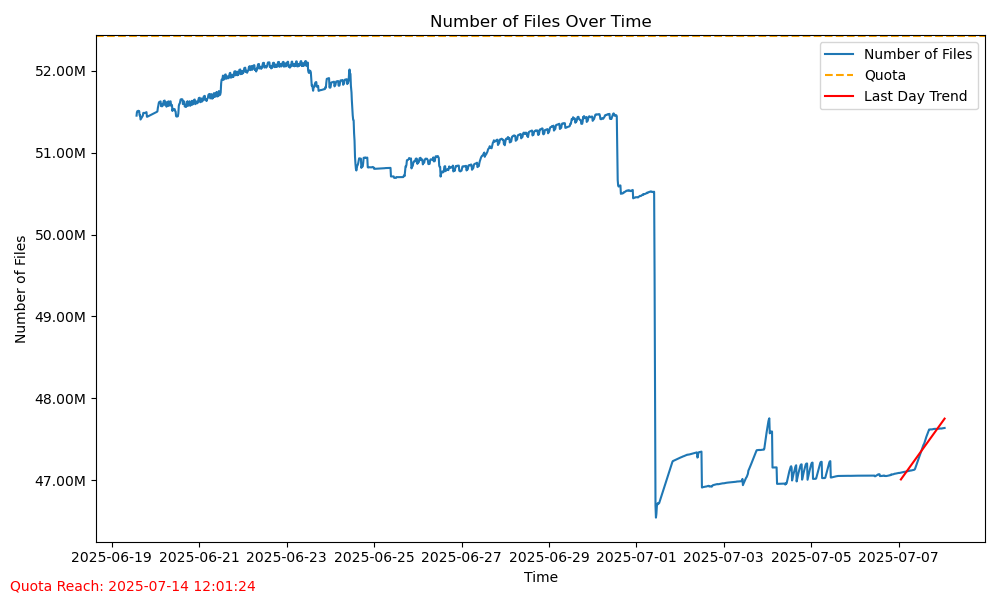 Number of Files Over Time
Number of Files
Quota
Last Day Trend
52.00M
51.00M
50.00M
49.00M
48.00M
47.00M
Number of Files
2025-06-19 2025-06-21 2025-06-23 2025-06-25 2025-06-27 2025-06-29 2025-07-01 2025-07-03 2025-07-05 2025-07-07
Time
Quota Reach: 2025-07-14 12:01:24